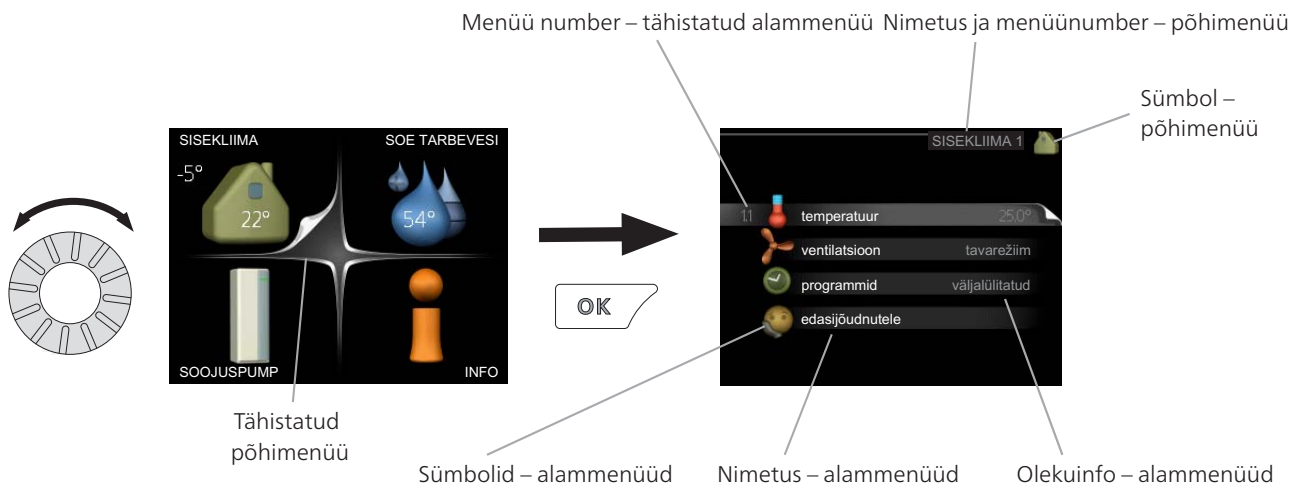 Menüü number – tähistatud alammenüü
Nimetus ja menüünumber – põhimenüü
Sümbol –
põhimenüü
SISEKLIIMA
SOE TARBEVESI
-5°
22°
54°
SOOJUSPUMP
INFO
Tähistatud
põhimenüü
OK
SISEKLIIMA 1
1.1
temperatuur
25.0°
ventilatsioon
tavarežiim
programmid
väljalülitatud
edasijõudnutele
Sümbolid – alammenüüd
Nimetus – alammenüüd
Olekuinfo – alammenüüd